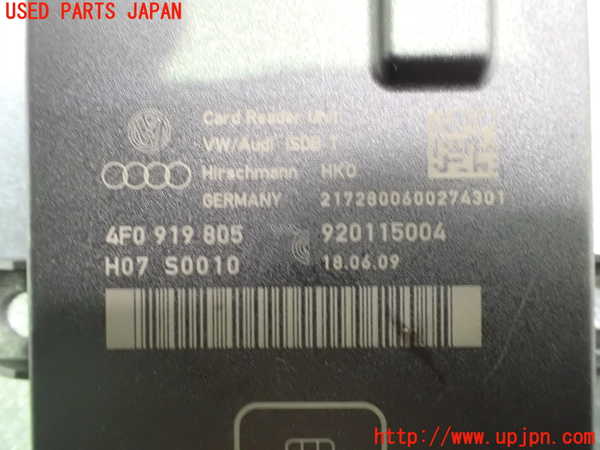 USED PARTS JAPAN
Card Reader Unit
VW/Audi ISDB T
Hirschmann HKO
GERMANY 2172800600274301
4F0 919 805 920115004
H07 S0010 18.06.09
http://www.upjpn.com/